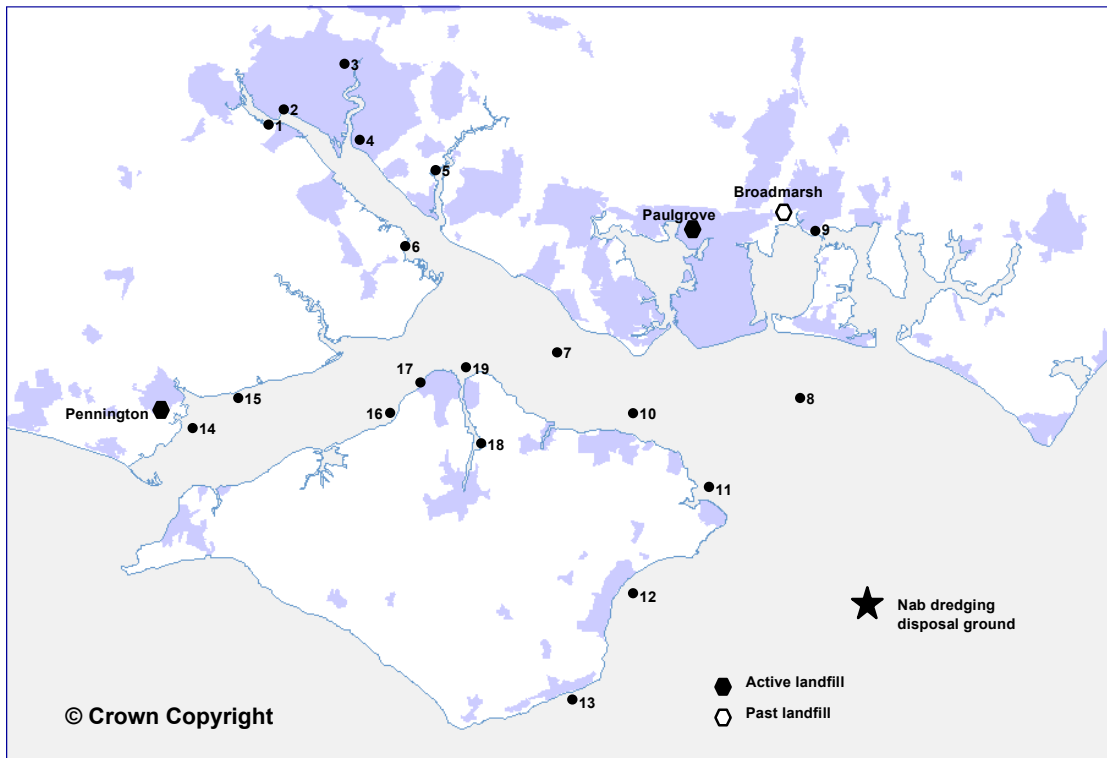 3
2
1
4
5
Broadmarsh
Paulgrove
9
6
7
19
17
8
15
16
10
Pennington
14
18
11
12
Nab dredging
disposal ground
Active landfill
13
Past landfill
© Crown Copyright